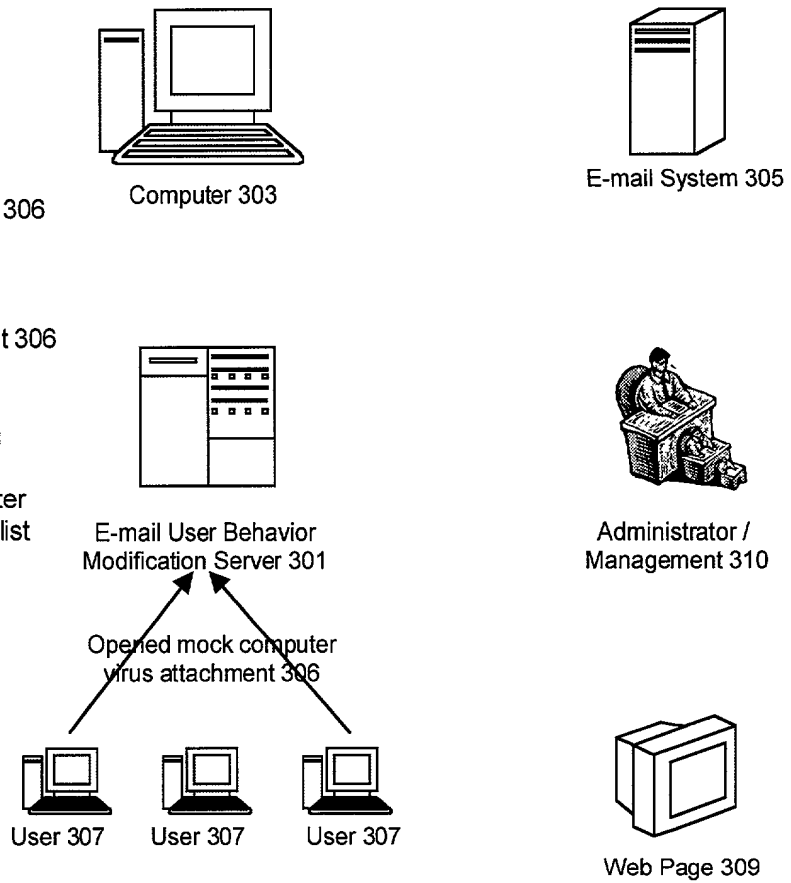 Computer 303
E-mail System 305
306
t 306
ter
list
E-mail User Behavior
Modification Server 301
Administrator /
Management 310
Opened mock computer
virus attachment 306
User 307
User 307
User 307
Web Page 309